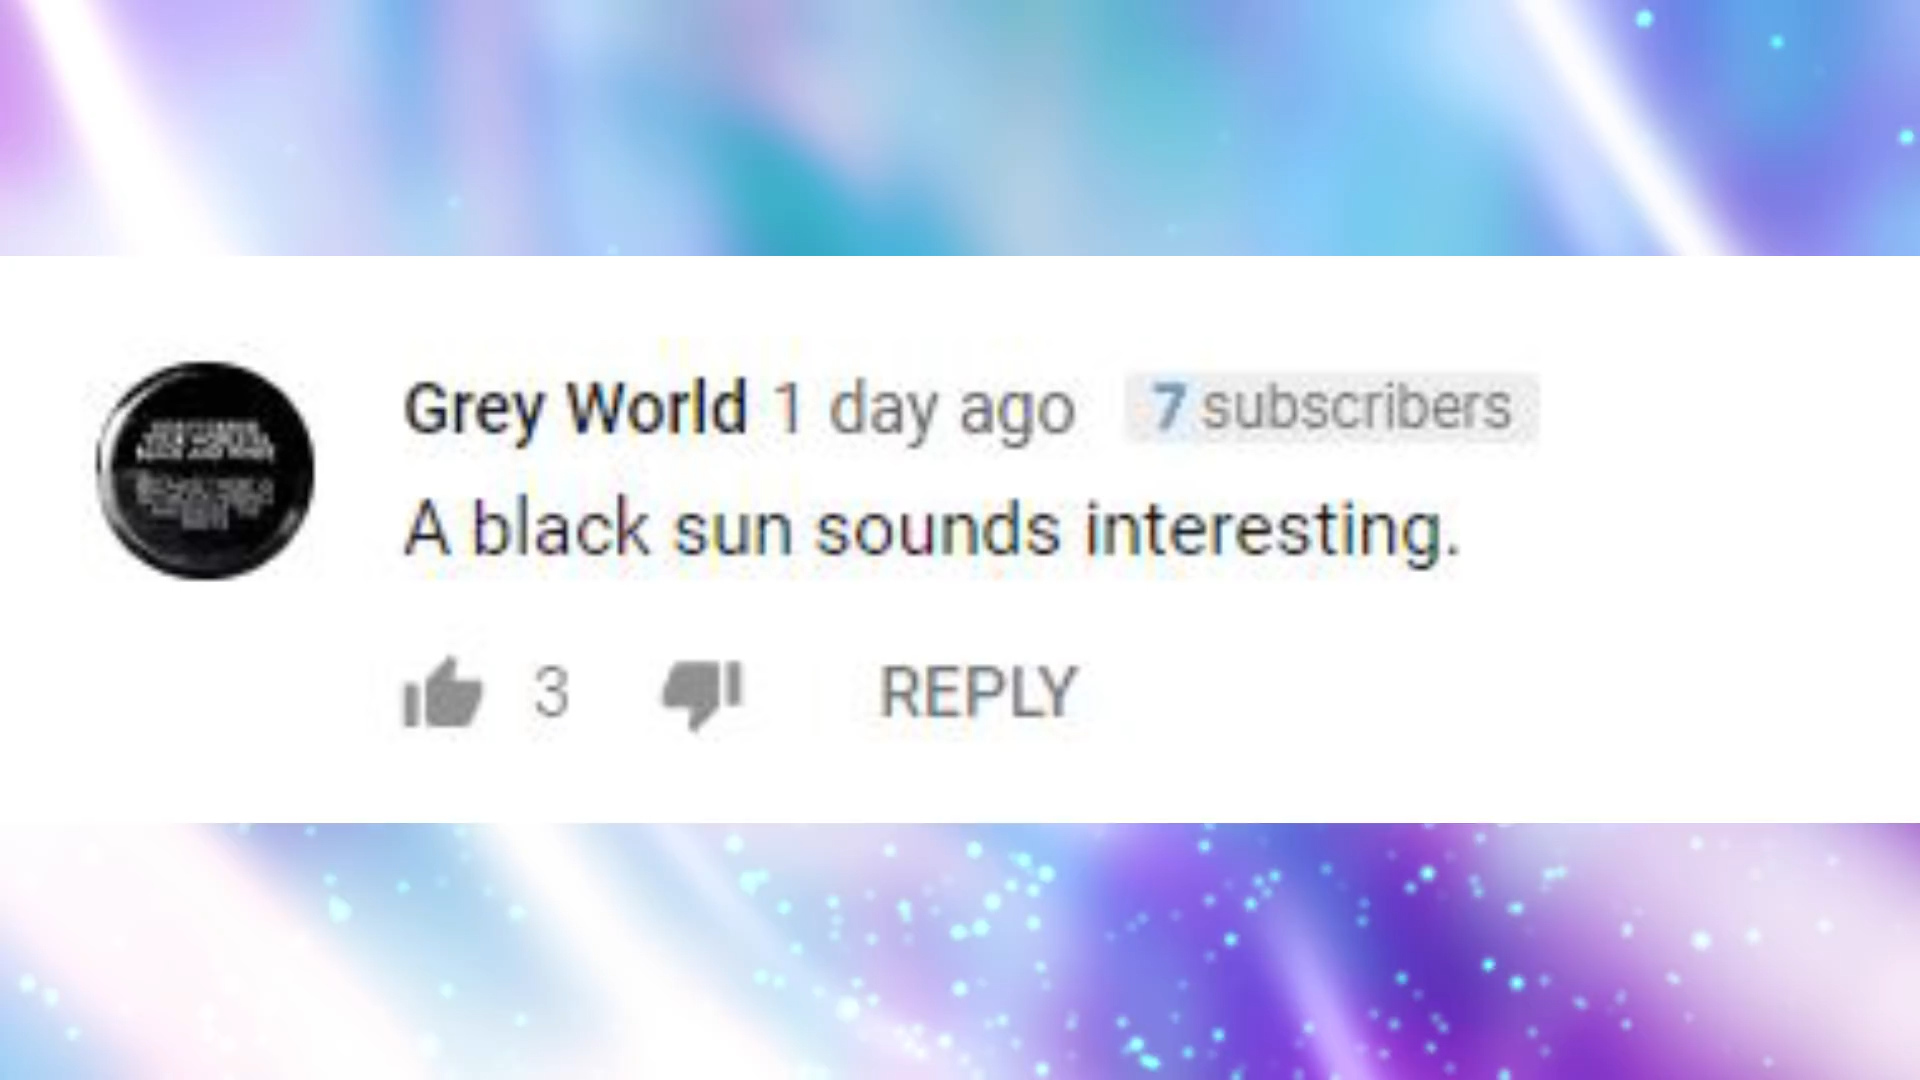 Grey World 1 day ago 7 subscribers
A black sun sounds interesting.
3 REPLY